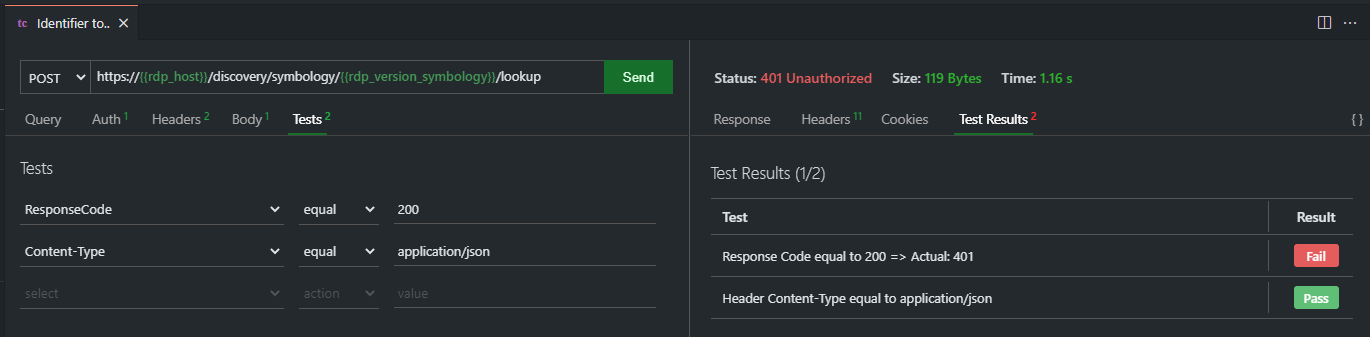 tc Identifier to.. ×
POST https://{{rdp_host}}/discovery/symbology/{{rdp_version_symbology}}/lookup Send
Query Auth 1 Headers 2 Body 1 Tests 2
Tests
ResponseCode equal 200
Content-Type equal application/json
select action value
Status: 401 Unauthorized Size: 119 Bytes Time: 1.16 s
Response Headers 11 Cookies Test Results 2 { }
Test Results (1/2)
Test Result
Response Code equal to 200 => Actual: 401 Fail
Header Content-Type equal to application/json Pass